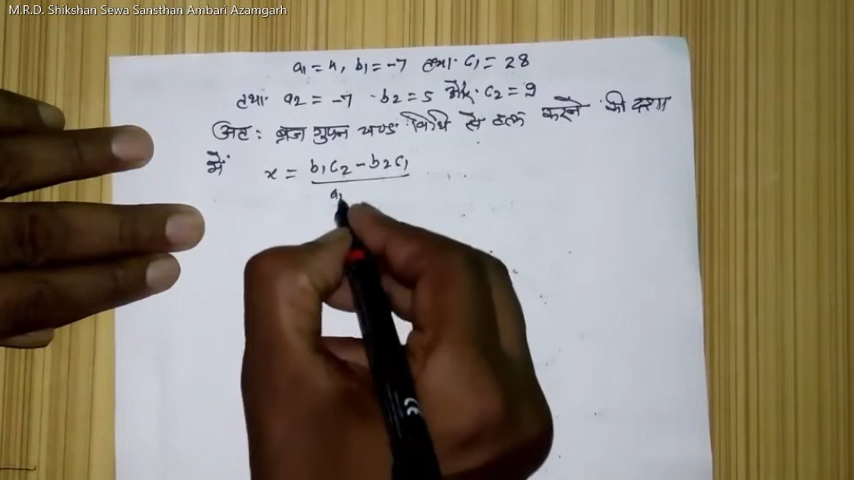 M.R.D. Shikshan Sewa Sansthan Ambari Azamgarh
a₁ = 4, b₁ = -7 तथा c₁ = 28
तथा a₂ = -7 b₂ = 5 और c₂ = 9
अतः वज्र गुणन खण्ड विधि से हल करने की दशा
में x = b₁c₂ - b₂c₁
a₁